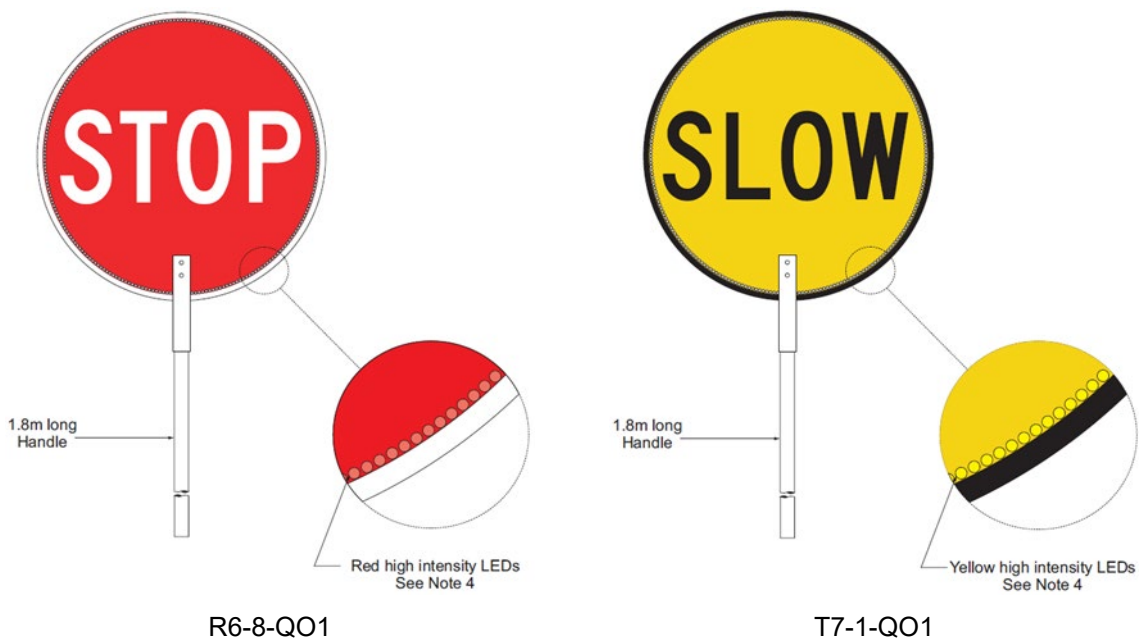 STOP
SLOW
1.8m long
Handle
1.8m long
Handle
Red high intensity LEDs
See Note 4
Yellow high intensity LEDs
See Note 4
R6-8-QO1
T7-1-QO1